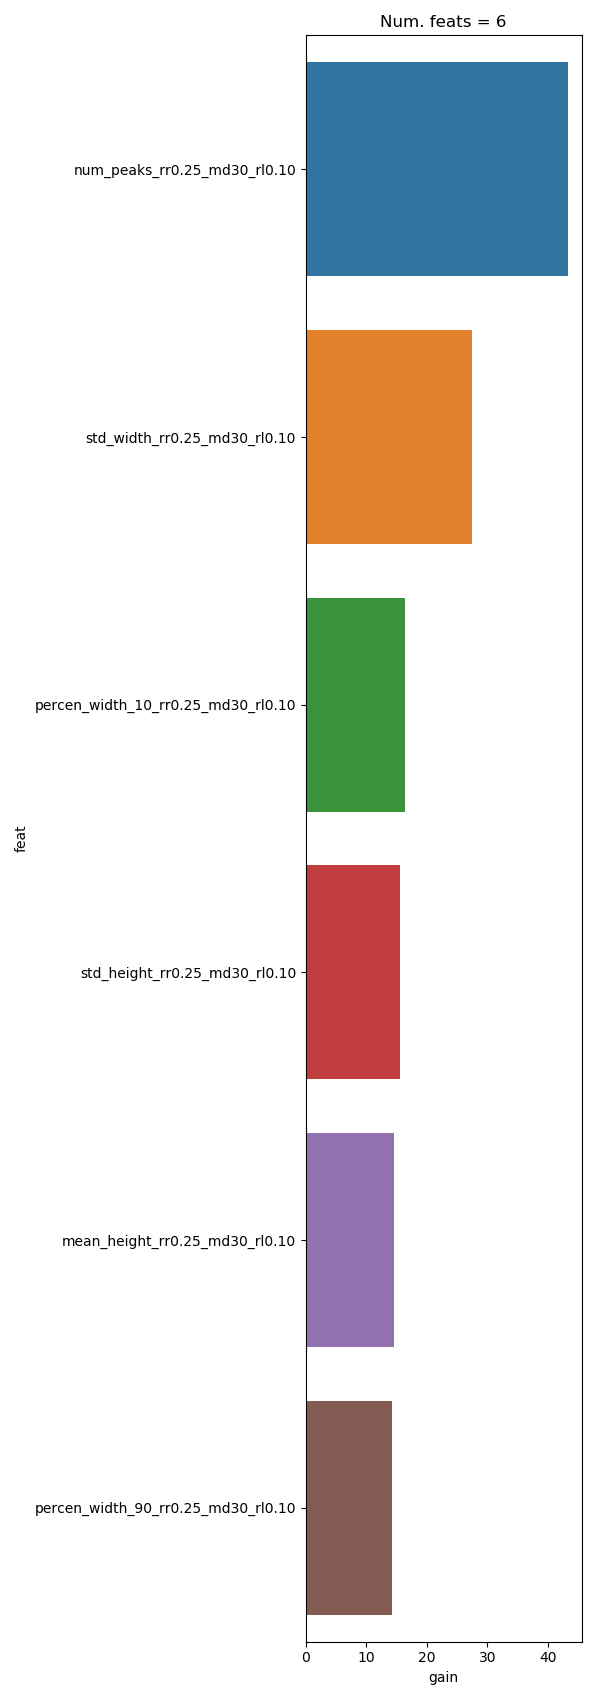 Num. feats = 6
num_peaks_rr0.25_md30_rl0.10
std_width_rr0.25_md30_rl0.10
percen_width_10_rr0.25_md30_rl0.10
feat
std_height_rr0.25_md30_rl0.10
mean_height_rr0.25_md30_rl0.10
percen_width_90_rr0.25_md30_rl0.10
0 10 20 30 40
gain